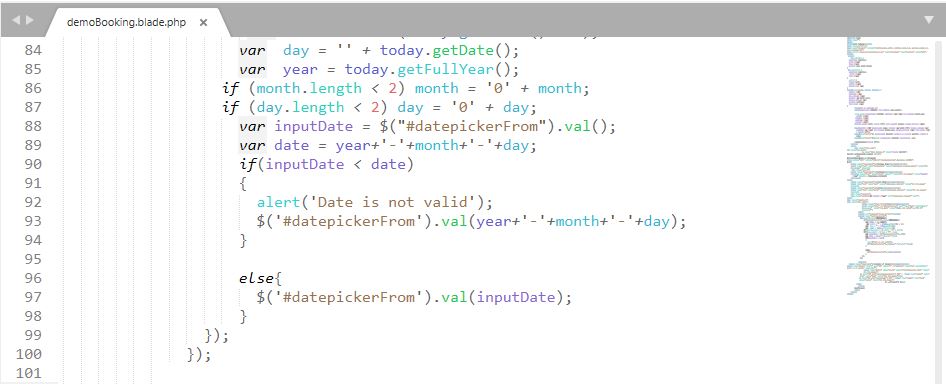 demoBooking.blade.php ×
84 var day = '' + today.getDate();
85 var year = today.getFullYear();
86 if (month.length < 2) month = '0' + month;
87 if (day.length < 2) day = '0' + day;
88 var inputDate = $("#datepickerFrom").val();
89 var date = year+'-'+month+'-'+day;
90 if(inputDate < date)
91 {
92 alert('Date is not valid');
93 $('#datepickerFrom').val(year+'-'+month+'-'+day);
94 }
95
96 else{
97 $('#datepickerFrom').val(inputDate);
98 }
99 });
100 });
101